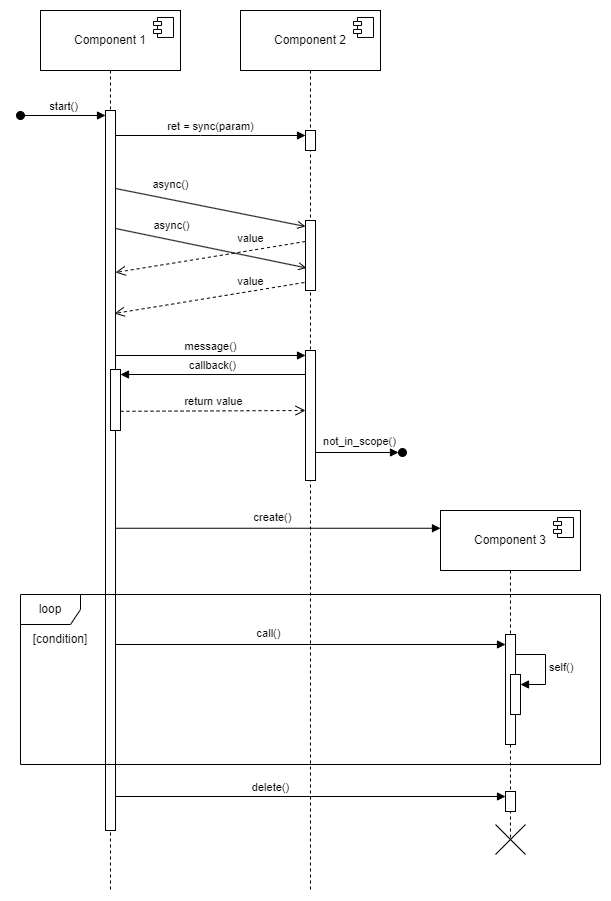 Component 1
Component 2
start()
ret = sync(param)
async()
async()
value
value
message()
callback()
return value
not_in_scope()
create()
Component 3
loop
[condition]
call()
self()
delete()